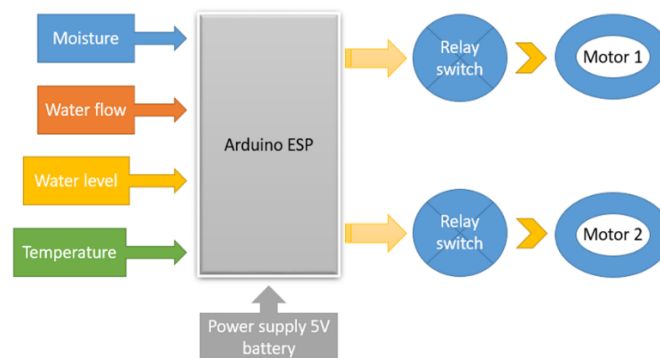 Moisture
Water flow
Water level
Temperature
Arduino ESP
Power supply 5V
battery
Relay
switch
Motor 1
Relay
switch
Motor 2